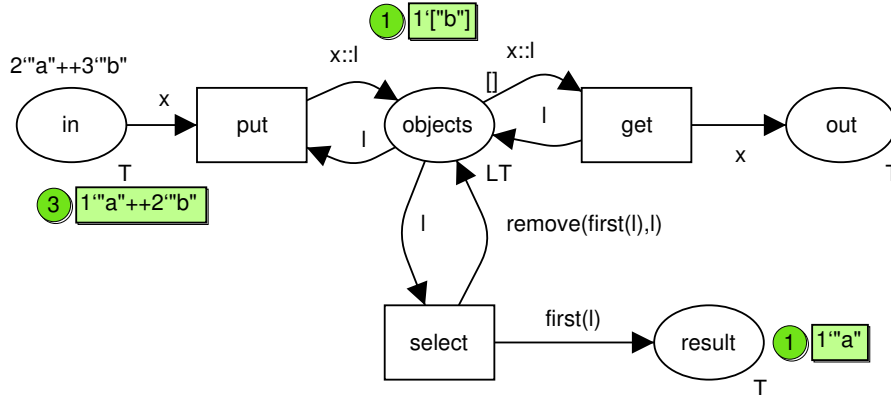 1 1‘["b"]
2‘"a"++3‘"b"
x::l
x::l
[]
in
x
put
l
objects
l
get
x
out
T
LT
T
3 1‘"a"++2‘"b"
l
remove(first(l),l)
select
first(l)
result
1 1‘"a"
T